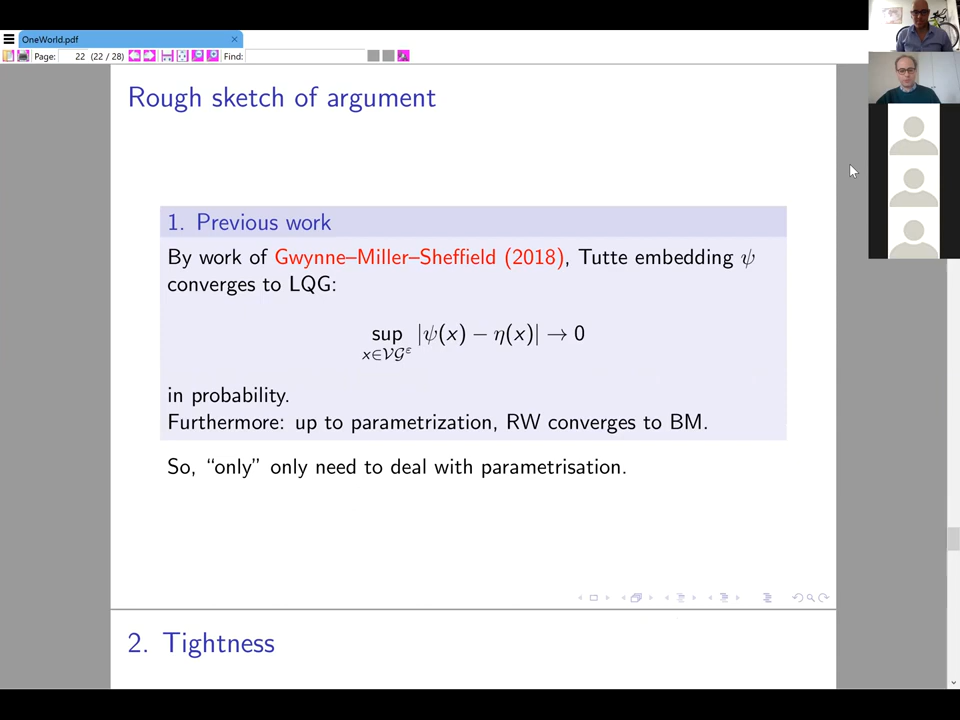 OneWorld.pdf
Page: 22 (22 / 28) Find:
Rough sketch of argument
1. Previous work
By work of Gwynne–Miller–Sheffield (2018), Tutte embedding ψ
converges to LQG:
sup |ψ(x) − η(x)| → 0
x∈𝒱𝒢^ε
in probability.
Furthermore: up to parametrization, RW converges to BM.
So, “only” only need to deal with parametrisation.
2. Tightness